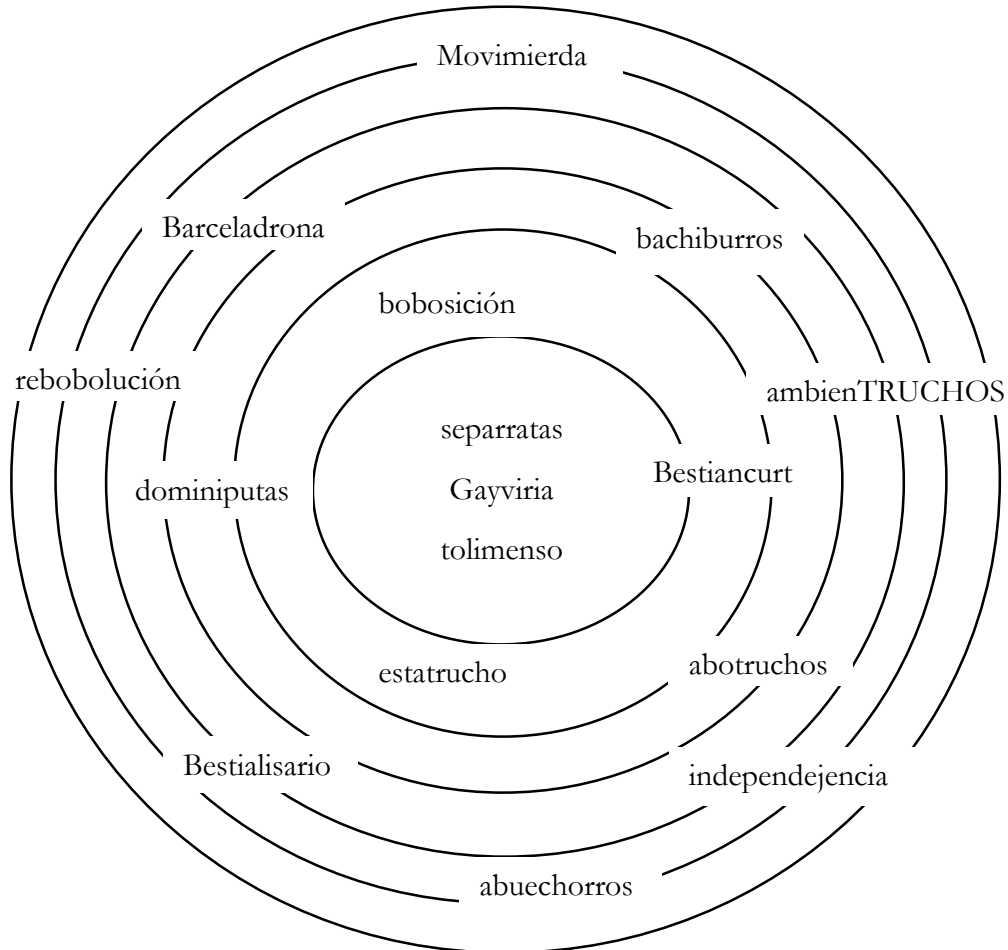 Movimierda
Barceladrona
bachiburros
bobosición
rebobolución
ambienTRUCHOS
separratas
Bestiancurt
dominiputas
Gayviria
tolimenso
estatrucho
abotruchos
Bestialisario
independejencia
abuechorros